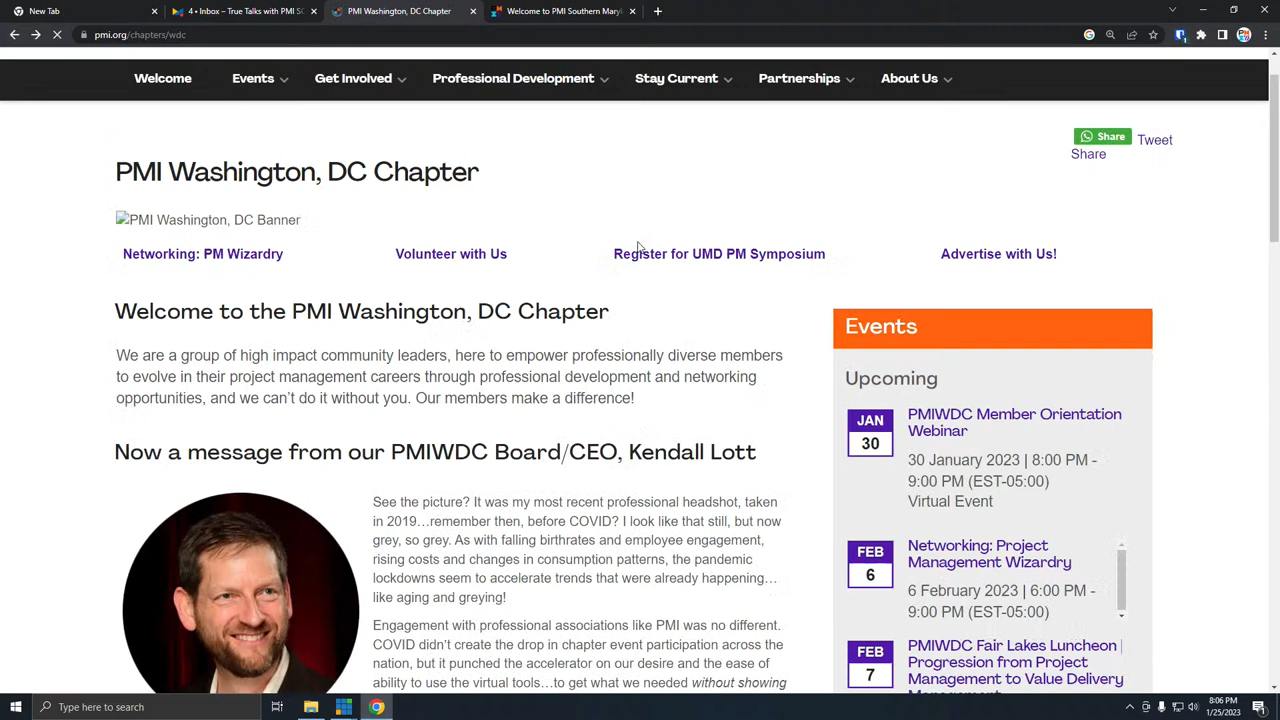 New Tab
4 • Inbox – True Talks with PMI SO
PMI Washington, DC Chapter
Welcome to PMI Southern Maryl
pmi.org/chapters/wdc
Welcome Events Get Involved Professional Development Stay Current Partnerships About Us
Share Tweet
Share
PMI Washington, DC Chapter
PMI Washington, DC Banner
Networking: PM Wizardry Volunteer with Us Register for UMD PM Symposium Advertise with Us!
Welcome to the PMI Washington, DC Chapter
We are a group of high impact community leaders, here to empower professionally diverse members
to evolve in their project management careers through professional development and networking
opportunities, and we can’t do it without you. Our members make a difference!
Now a message from our PMIWDC Board/CEO, Kendall Lott
See the picture? It was my most recent professional headshot, taken
in 2019…remember then, before COVID? I look like that still, but now
grey, so grey. As with falling birthrates and employee engagement,
rising costs and changes in consumption patterns, the pandemic
lockdowns seem to accelerate trends that were already happening…
like aging and greying!
Engagement with professional associations like PMI was no different.
COVID didn't create the drop in chapter event participation across the
nation, but it punched the accelerator on our desire and the ease of
ability to use the virtual tools…to get what we needed without showing
Events
Upcoming
JAN
30
PMIWDC Member Orientation
Webinar
30 January 2023 | 8:00 PM -
9:00 PM (EST-05:00)
Virtual Event
FEB
6
Networking: Project
Management Wizardry
6 February 2023 | 6:00 PM -
9:00 PM (EST-05:00)
FEB
7
PMIWDC Fair Lakes Luncheon |
Progression from Project
Management to Value Delivery
Management
Type here to search
8:06 PM
1/25/2023